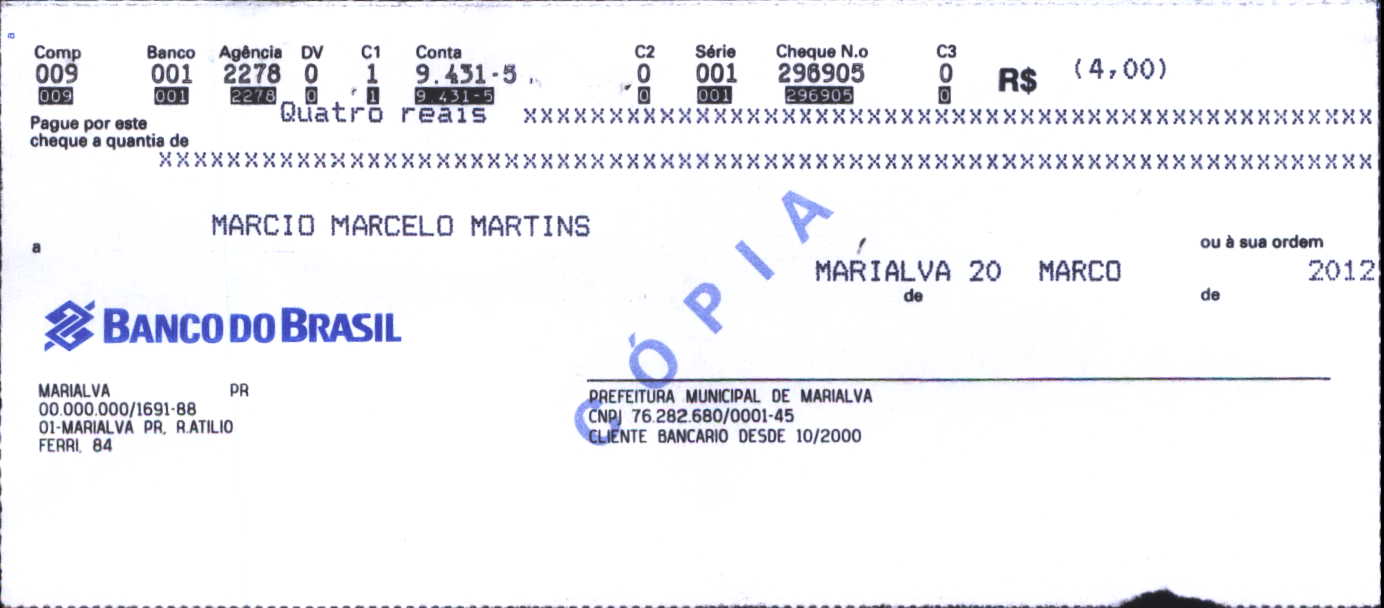 Comp Banco Agência DV C1 Conta C2 Série Cheque N.o C3
009 001 2278 0 1 9.431-5 0 001 296905 0 R$ (4,00)
009 001 2278 0 1 9.431-5 0 001 296905 0
Quatro reais XXXXXXXXXXXXXXXXXXXXXXXXXXXXXXXXXXXXXXXXXXXXXXXXXXX
Pague por este
cheque a quantia de
XXXXXXXXXXXXXXXXXXXXXXXXXXXXXXXXXXXXXXXXXXXXXXXXXXXXXXXXXXXXXXXXXXXXXXXX
MARCIO MARCELO MARTINS
a ou à sua ordem
MARIALVA 20 MARCO 2012
de de
CÓPIA
BANCO DO BRASIL
MARIALVA PR
00.000.000/1691-88
01-MARIALVA PR, R.ATILIO
FERRI, 84
PREFEITURA MUNICIPAL DE MARIALVA
CNPJ 76.282.680/0001-45
CLIENTE BANCARIO DESDE 10/2000